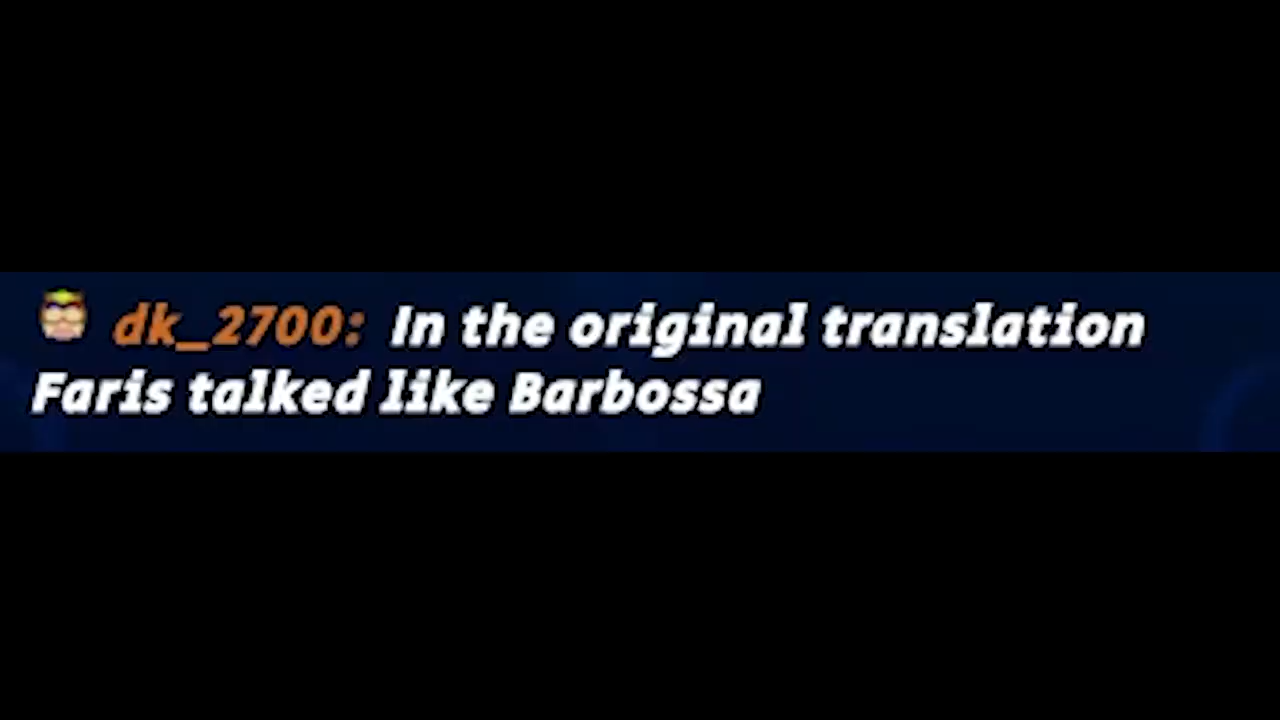 dk_2700: In the original translation
Faris talked like Barbossa